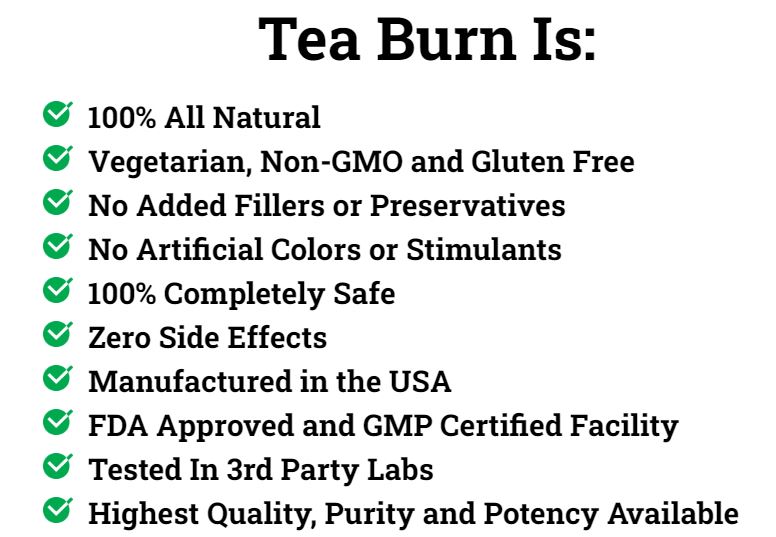 Tea Burn Is:
100% All Natural
Vegetarian, Non-GMO and Gluten Free
No Added Fillers or Preservatives
No Artificial Colors or Stimulants
100% Completely Safe
Zero Side Effects
Manufactured in the USA
FDA Approved and GMP Certified Facility
Tested In 3rd Party Labs
Highest Quality, Purity and Potency Available